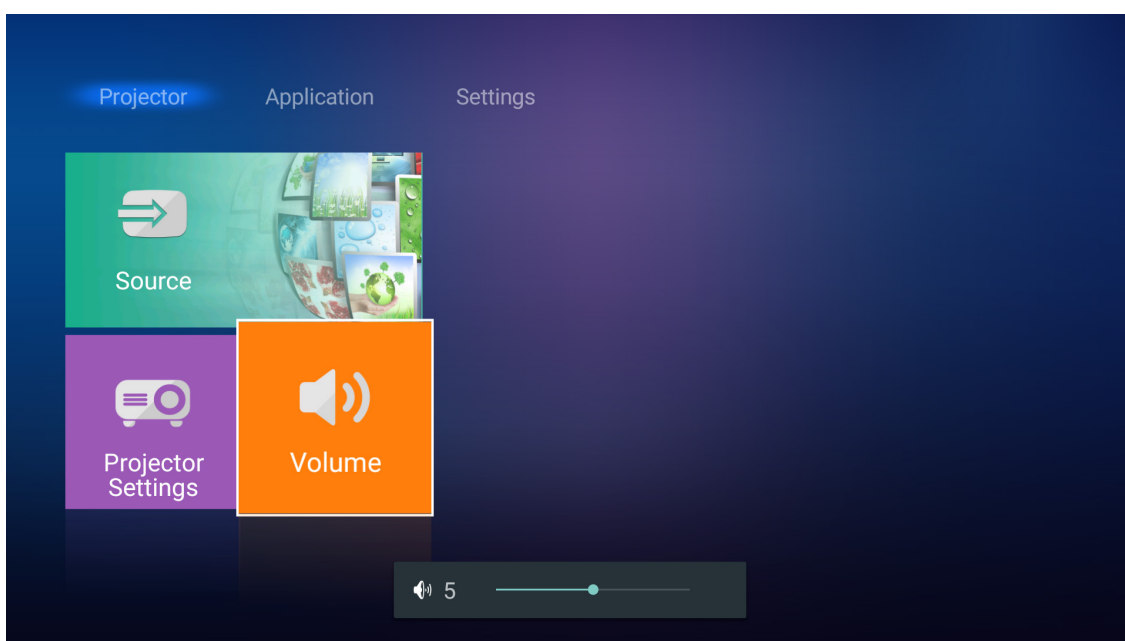 Projector Application Settings
Source
Projector
Settings
Volume
5